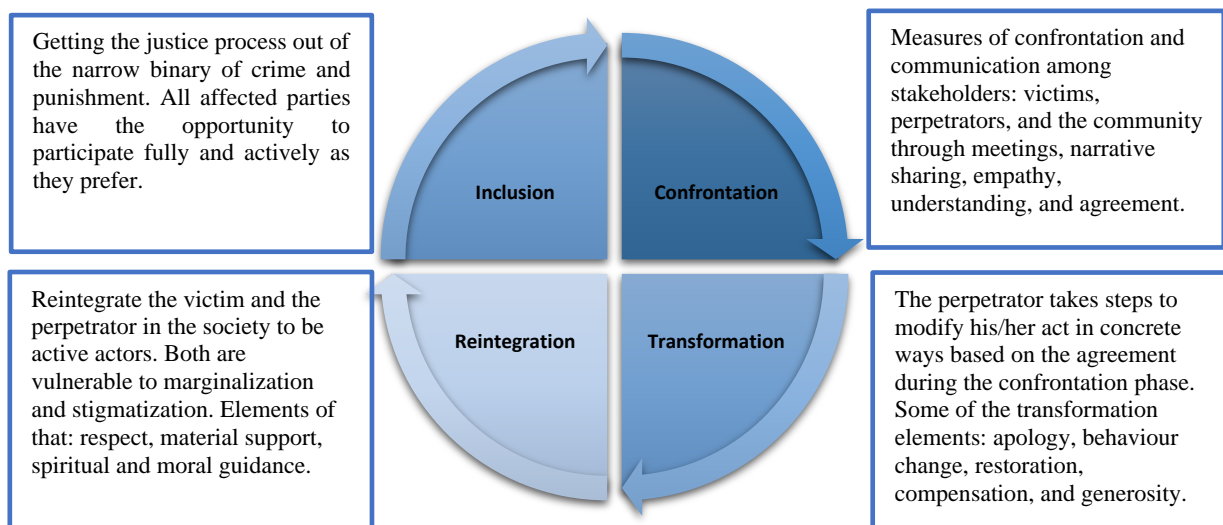 Getting the justice process out of
the narrow binary of crime and
punishment. All affected parties
have the opportunity to
participate fully and actively as
they prefer.
Inclusion
Confrontation
Measures of confrontation and
communication among
stakeholders: victims,
perpetrators, and the community
through meetings, narrative
sharing, empathy,
understanding, and agreement.
Reintegrate the victim and the
perpetrator in the society to be
active actors. Both are
vulnerable to marginalization
and stigmatization. Elements of
that: respect, material support,
spiritual and moral guidance.
Reintegration
Transformation
The perpetrator takes steps to
modify his/her act in concrete
ways based on the agreement
during the confrontation phase.
Some of the transformation
elements: apology, behaviour
change, restoration,
compensation, and generosity.